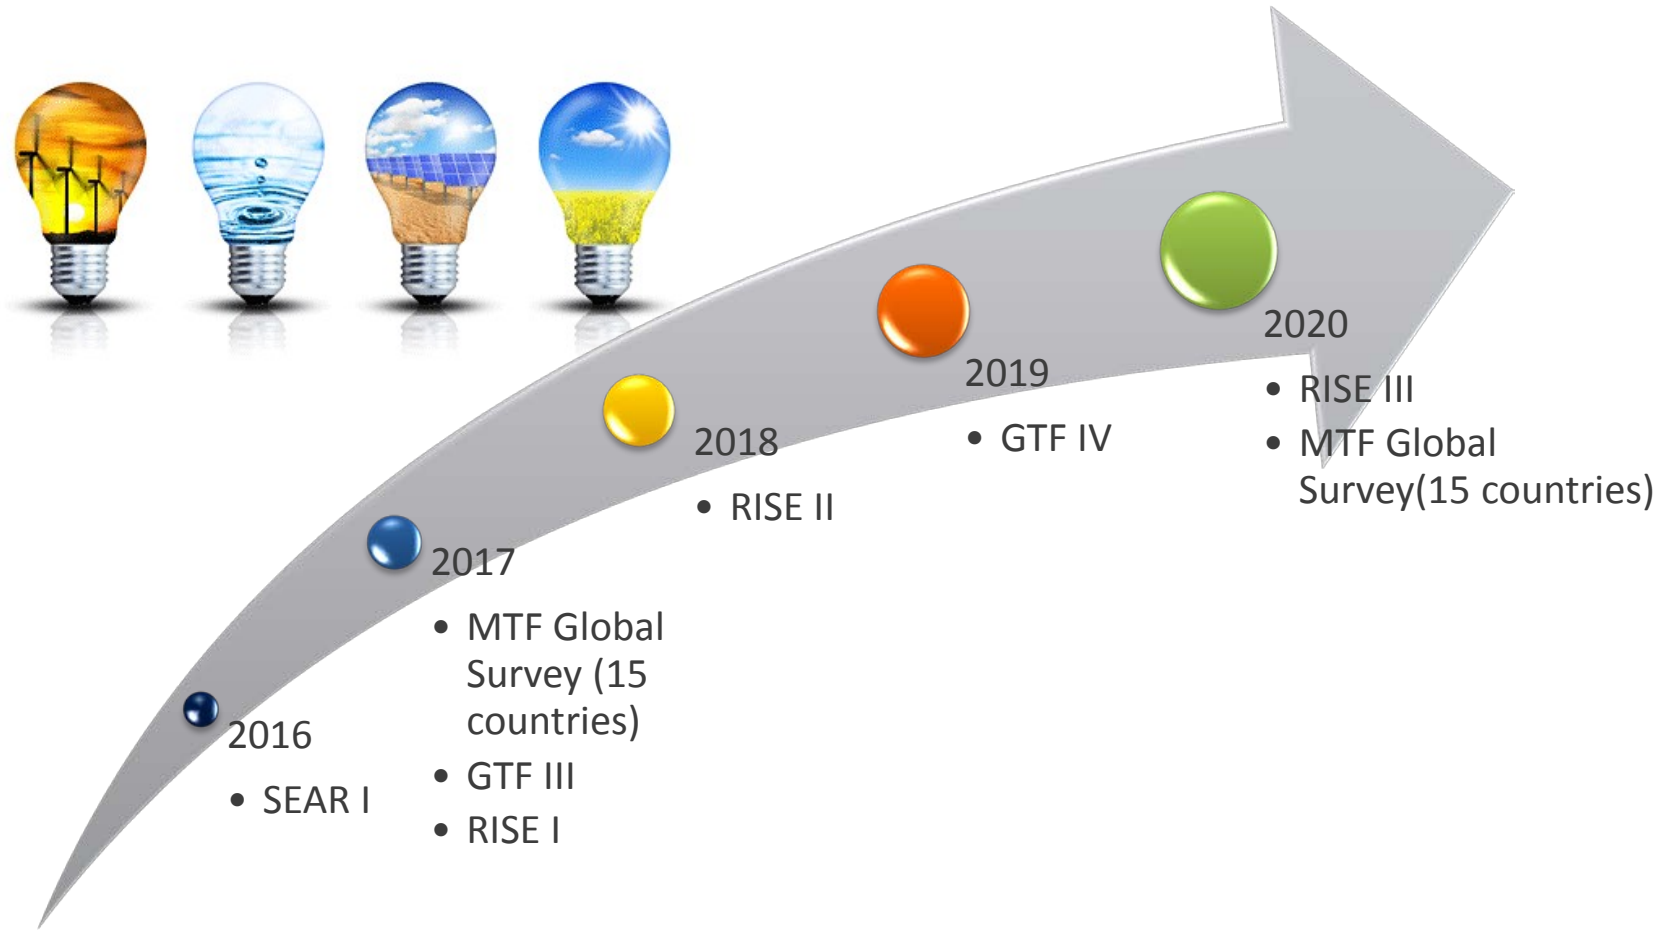 2016
• SEAR I
2017
• MTF Global
Survey (15
countries)
• GTF III
• RISE I
2018
• RISE II
2019
• GTF IV
2020
• RISE III
• MTF Global
Survey(15 countries)